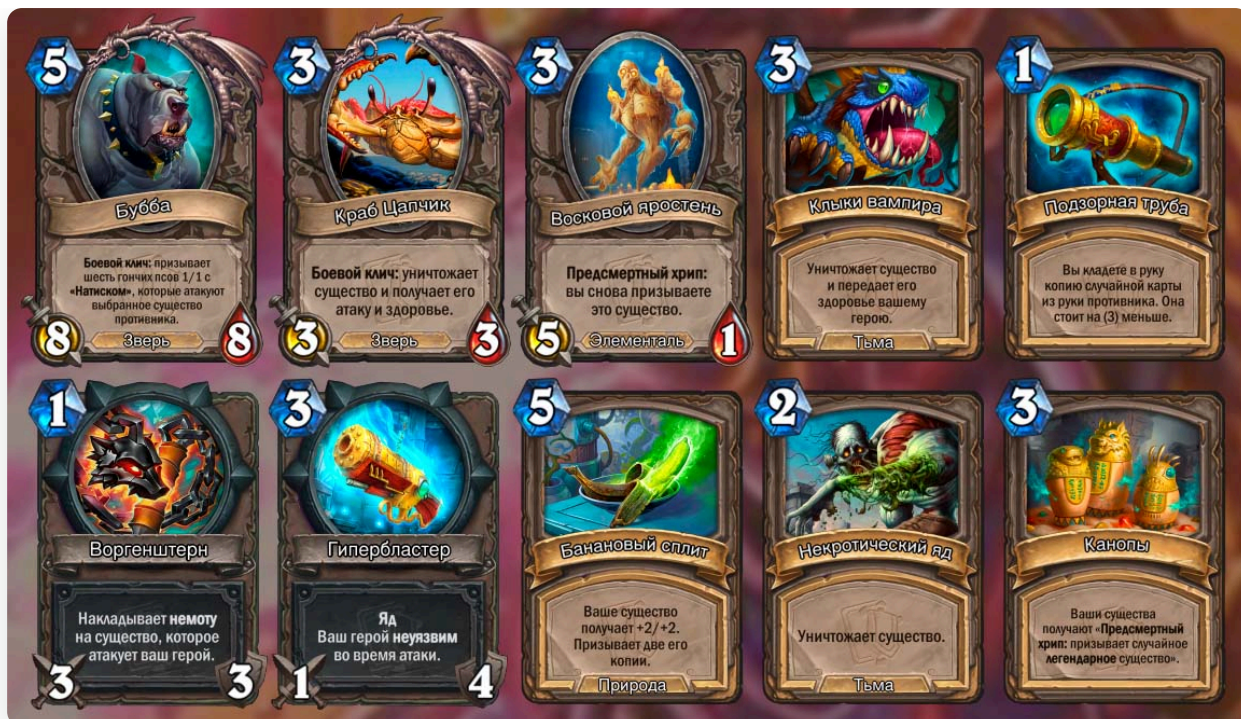 5
Бубба
Боевой клич: призывает
шесть гончих псов 1/1 с
«Натиском», которые атакуют
выбранное существо
противника.
8
Зверь
8
3
Краб Цапчик
Боевой клич: уничтожает
существо и получает его
атаку и здоровье.
3
Зверь
3
3
Восковой яростень
Предсмертный хрип:
вы снова призываете
это существо.
5
Элементаль
1
3
Клыки вампира
Уничтожает существо
и передает его
здоровье вашему
герою.
Тьма
1
Подзорная труба
Вы кладете в руку
копию случайной карты
из руки противника. Она
стоит на (3) меньше.
1
Воргенштерн
Накладывает немоту
на существо, которое
атакует ваш герой.
3
3
3
Гипербластер
Яд
Ваш герой неуязвим
во время атаки.
1
4
5
Банановый сплит
Ваше существо
получает +2/+2.
Призывает две его
копии.
Природа
2
Некротический яд
Уничтожает существо.
Тьма
3
Канопы
Ваши существа
получают «Предсмертный
хрип: призывает случайное
легендарное существо».